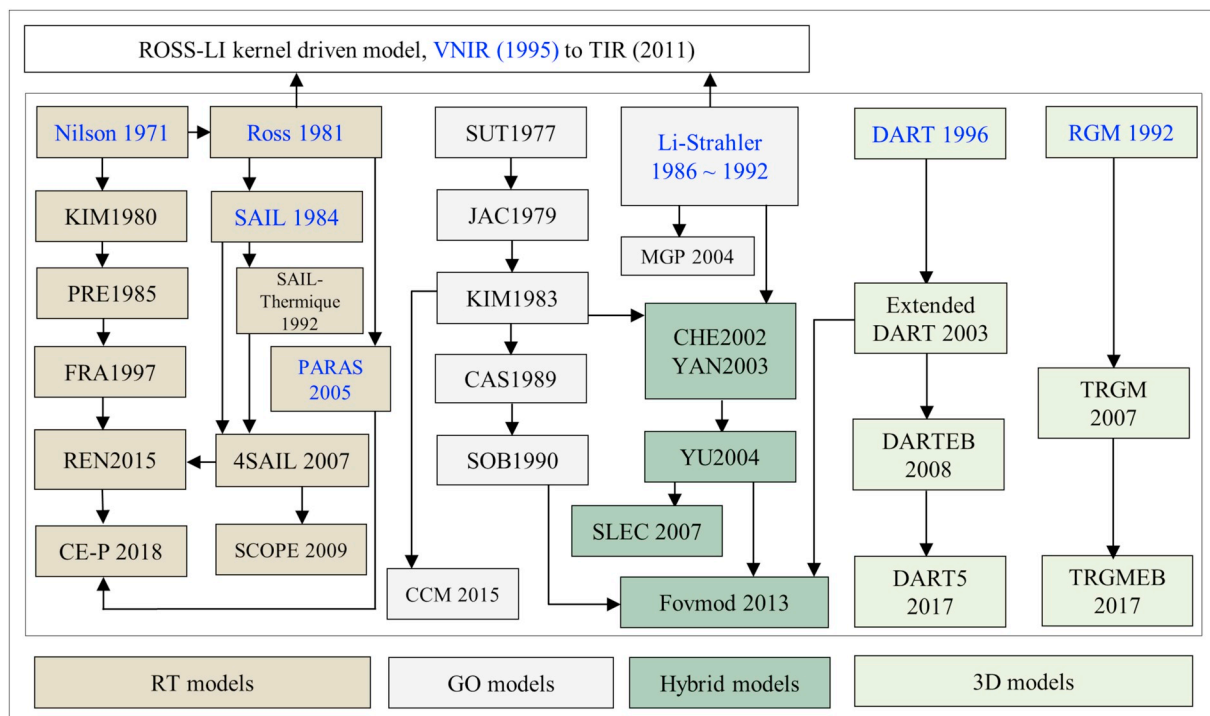 ROSS-LI kernel driven model, VNIR (1995) to TIR (2011)
Nilson 1971
Ross 1981
SUT1977
Li-Strahler
1986 ~ 1992
DART 1996
RGM 1992
KIM1980
SAIL 1984
JAC1979
MGP 2004
PRE1985
SAIL-
Thermique
1992
KIM1983
CHE2002
YAN2003
Extended
DART 2003
FRA1997
PARAS
2005
CAS1989
TRGM
2007
REN2015
4SAIL 2007
SOB1990
YU2004
DARTEB
2008
CE-P 2018
SCOPE 2009
SLEC 2007
CCM 2015
Fovmod 2013
DART5
2017
TRGMEB
2017
RT models
GO models
Hybrid models
3D models